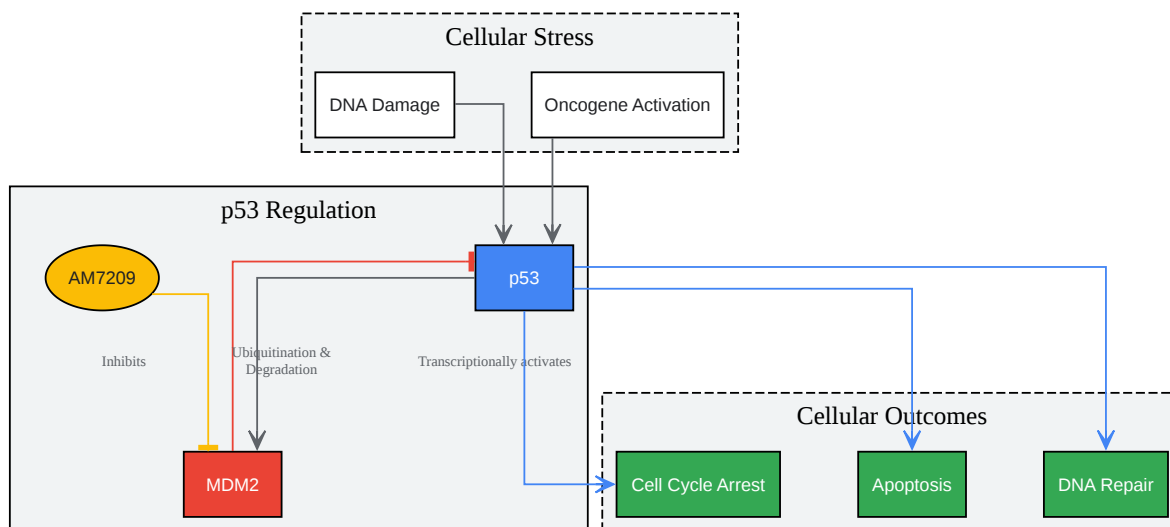 Cellular Stress
DNA Damage
Oncogene Activation
p53 Regulation
AM7209
p53
Inhibits
Ubiquitination &
Degradation
Transcriptionally activates
Cellular Outcomes
MDM2
Cell Cycle Arrest
Apoptosis
DNA Repair